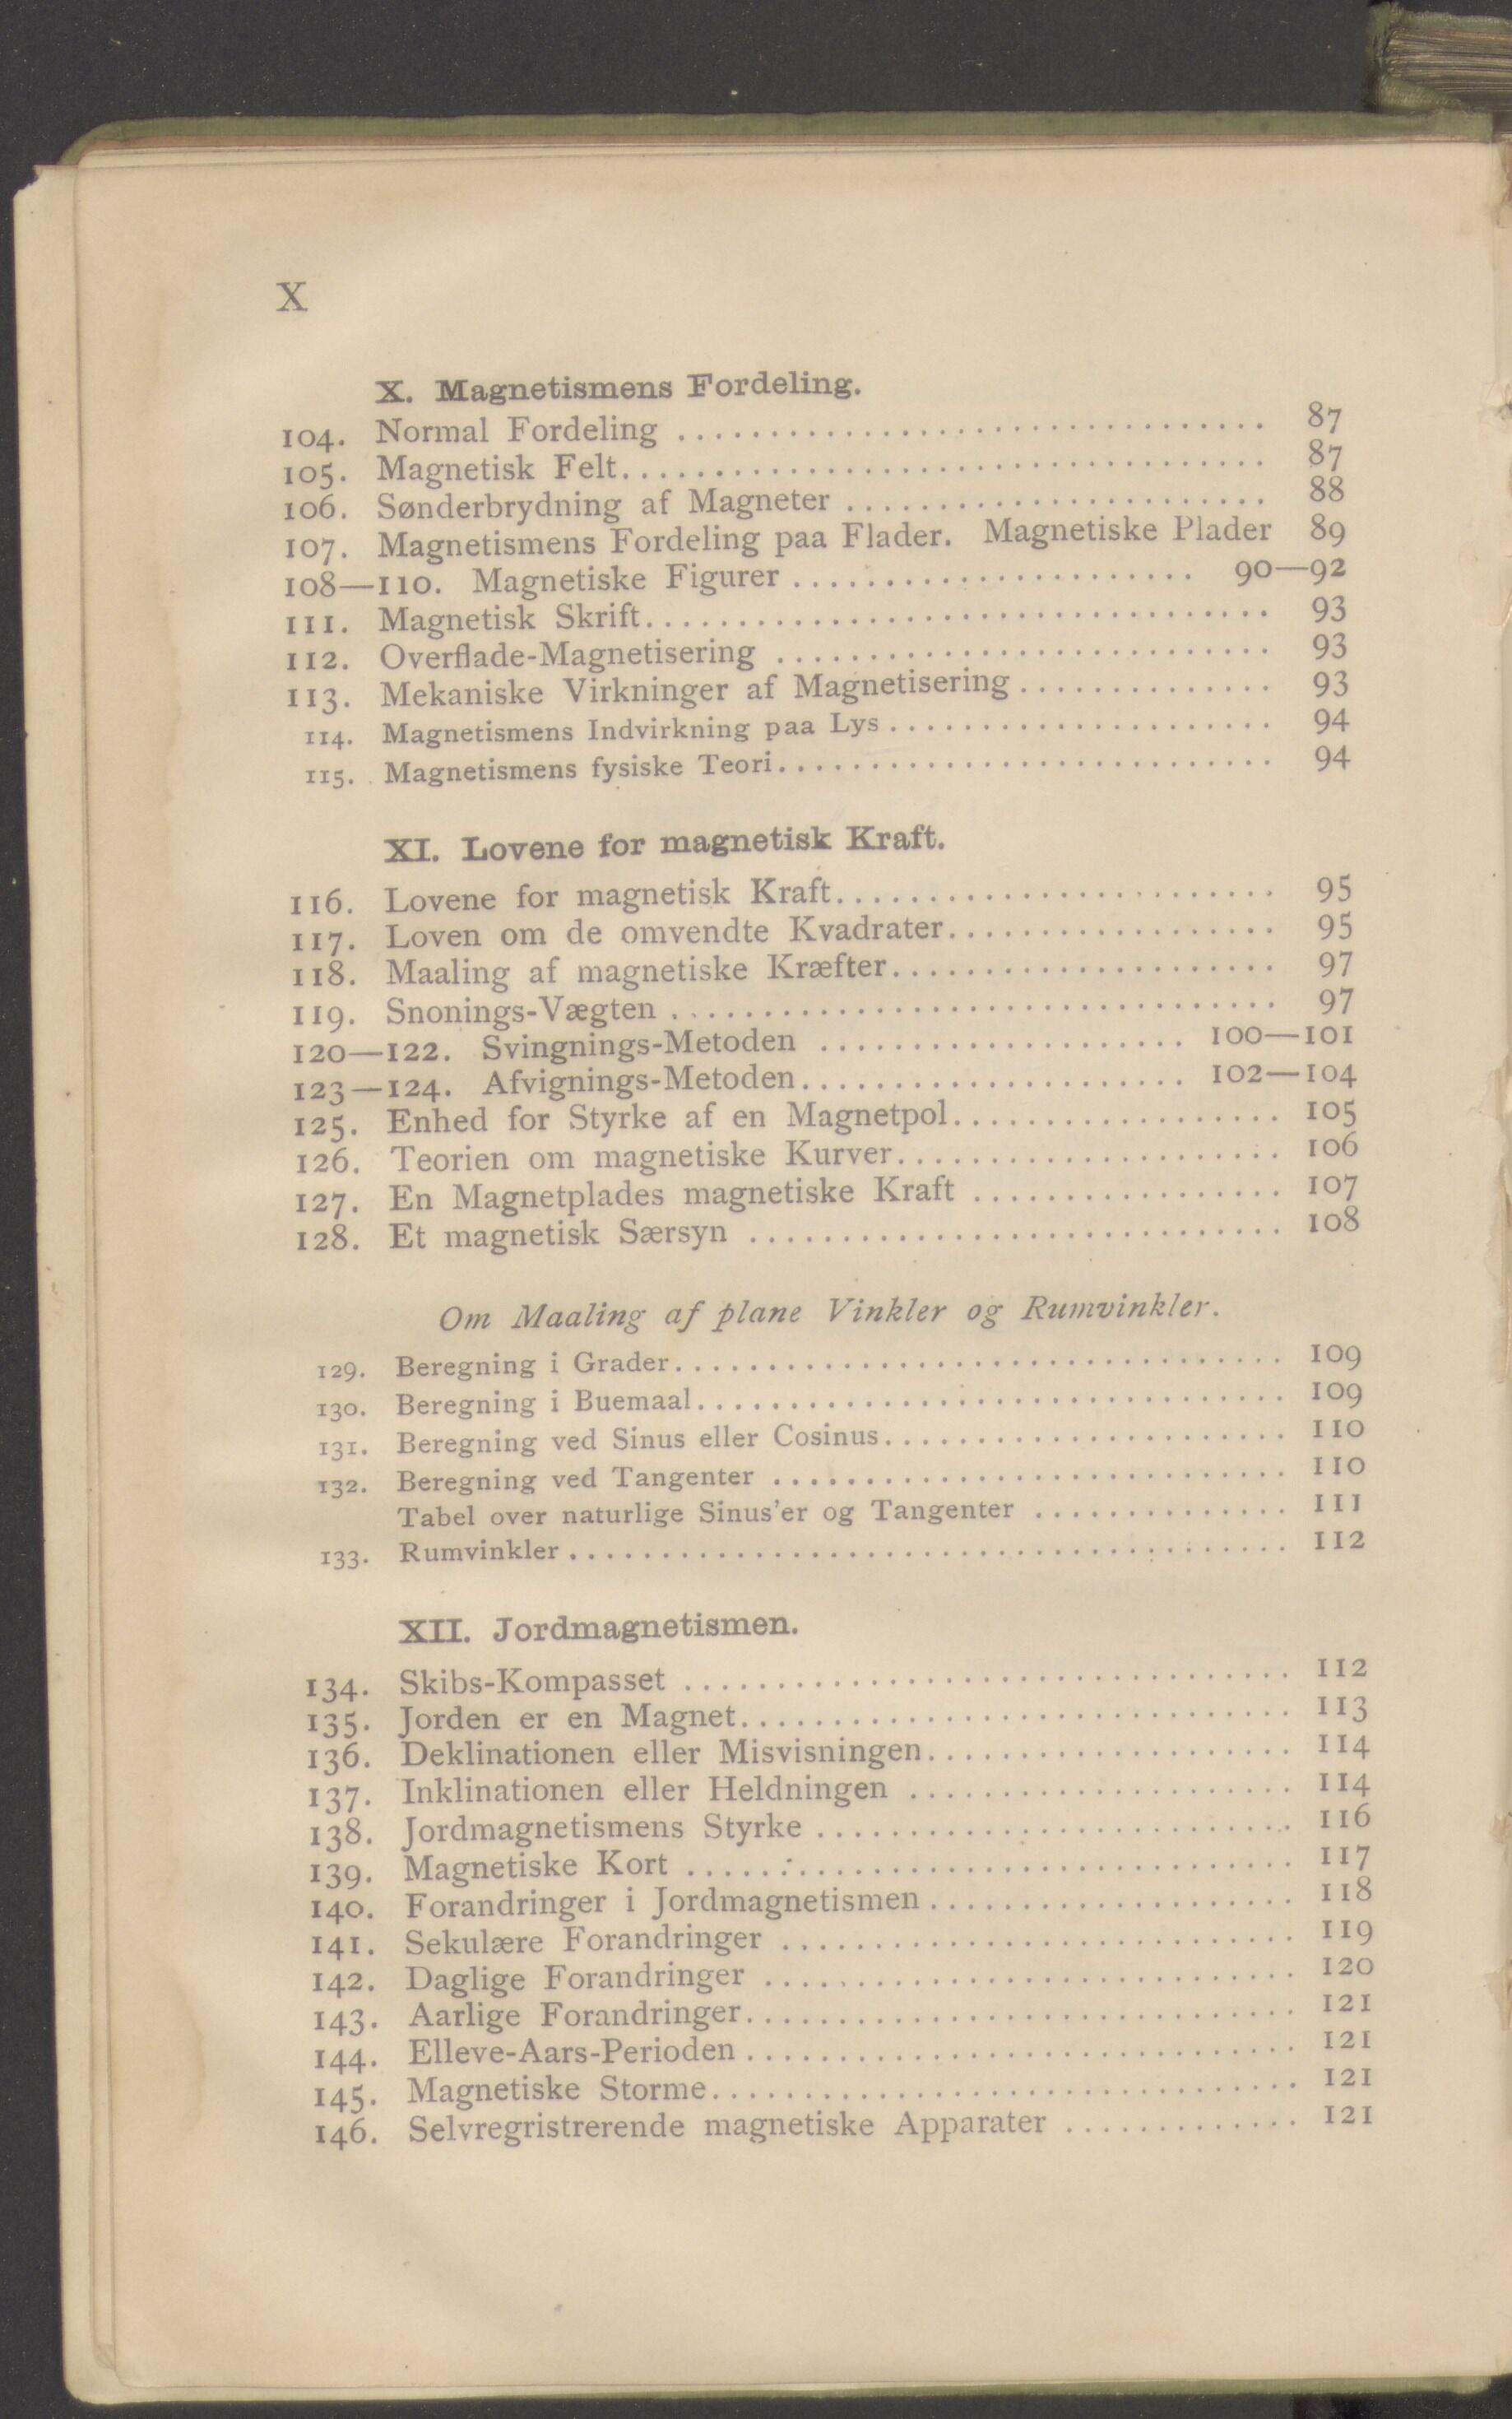 X
X. Magnetismens Fordeling.
104. Normal Fordeling ................................ 87
105. Magnetisk Felt................................... 87
106. Sønderbrydning af Magneter ....................... 88
107. Magnetismens Fordeling paa Flader. Magnetiske Plader 89
108—110. Magnetiske Figurer ...................... 90—92
111. Magnetisk Skrift.................................. 93
112. Overflade-Magnetisering ........................... 93
113. Mekaniske Virkninger af Magnetisering .............. 93
114. Magnetismens Indvirkning paa Lys ..................... 94
115. Magnetismens fysiske Teori........................... 94
XI. Lovene for magnetisk Kraft.
116. Lovene for magnetisk Kraft........................ 95
117. Loven om de omvendte Kvadrater.................. 95
118. Maaling af magnetiske Kræfter..................... 97
119. Snonings-Vægten ................................. 97
120—122. Svingnings-Metoden .................... 100—101
123—124. Afvignings-Metoden..................... 102—104
125. Enhed for Styrke af en Magnetpol.................. 105
126. Teorien om magnetiske Kurver..................... 106
127. En Magnetplades magnetiske Kraft ................. 107
128. Et magnetisk Særsyn ............................. 108
Om Maaling af plane Vinkler og Rumvinkler.
129. Beregning i Grader................................. 109
130. Beregning i Buemaal................................ 109
131. Beregning ved Sinus eller Cosinus...................... 110
132. Beregning ved Tangenter ............................ 110
Tabel over naturlige Sinus'er og Tangenter .............. 111
133. Rumvinkler ....................................... 112
XII. Jordmagnetismen.
134. Skibs-Kompasset ................................. 112
135. Jorden er en Magnet.............................. 113
136. Deklinationen eller Misvisningen.................... 114
137. Inklinationen eller Heldningen ..................... 114
138. Jordmagnetismens Styrke .......................... 116
139. Magnetiske Kort ................................. 117
140. Forandringer i Jordmagnetismen .................... 118
141. Sekulære Forandringer ............................ 119
142. Daglige Forandringer ............................. 120
143. Aarlige Forandringer.............................. 121
144. Elleve-Aars-Perioden .............................. 121
145. Magnetiske Storme................................ 121
146. Selvregristrerende magnetiske Apparater ............. 121